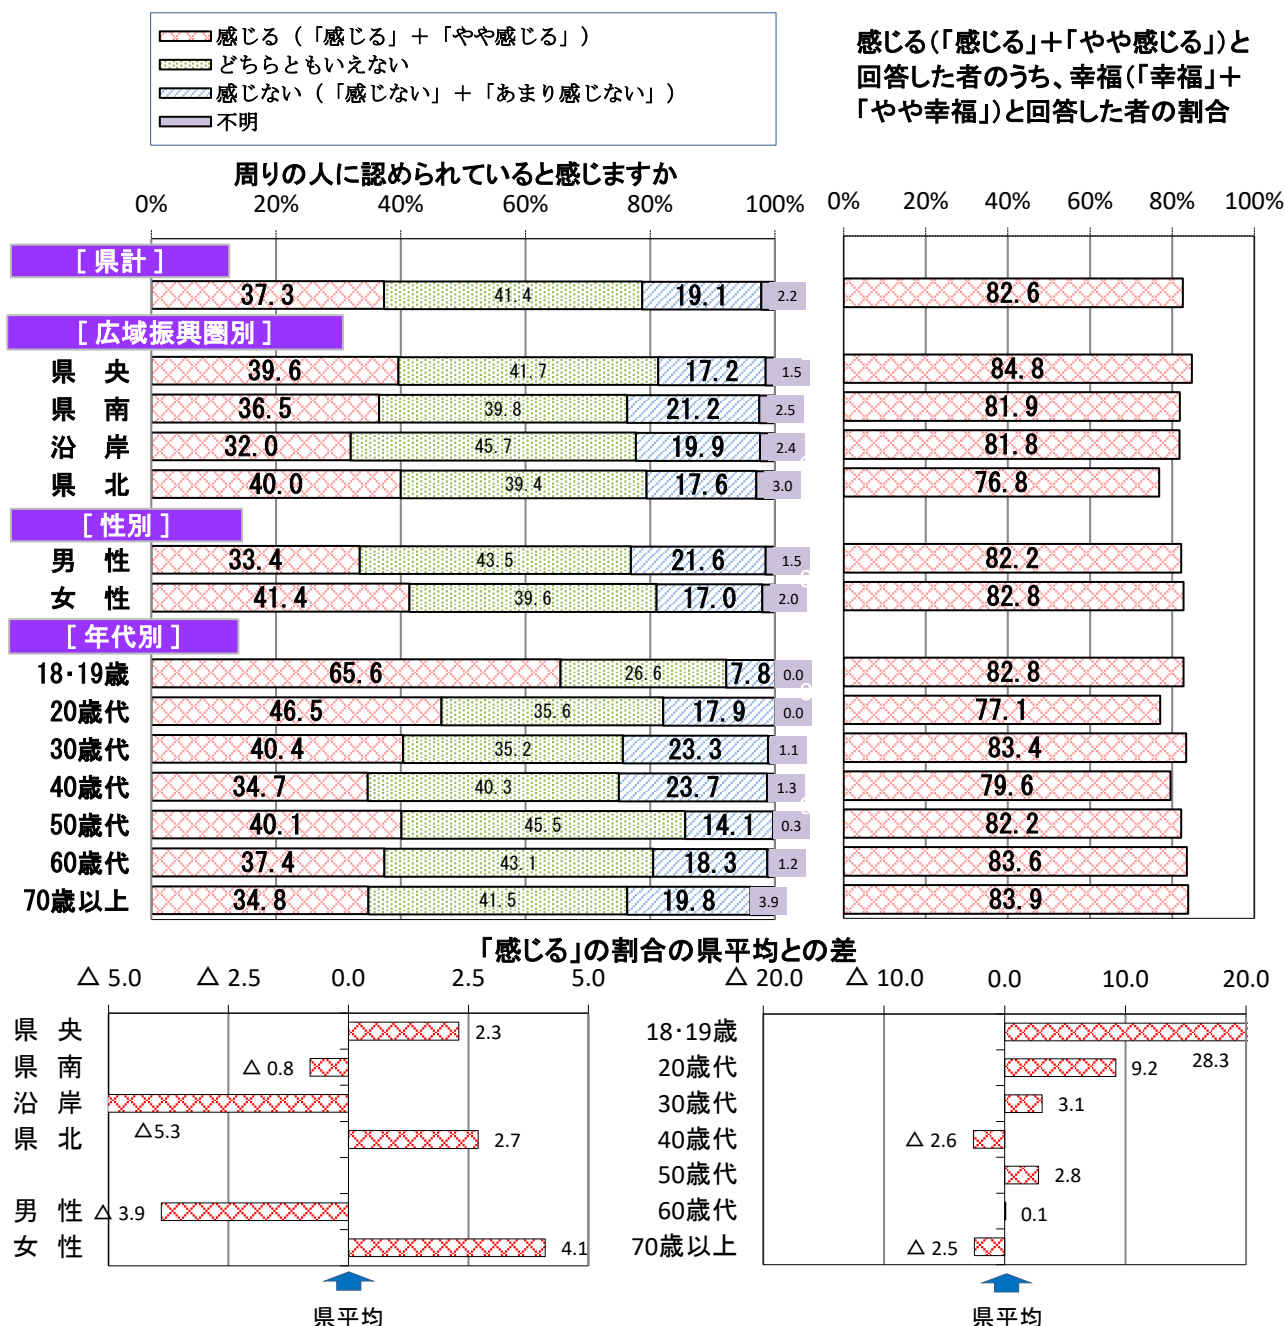 感じる（「感じる」＋「やや感じる」）
どちらともいえない
感じない（「感じない」＋「あまり感じない」）
不明
感じる(「感じる」＋「やや感じる」)と
回答した者のうち、幸福(「幸福」＋
「やや幸福」)と回答した者の割合
周りの人に認められていると感じますか
0% 20% 40% 60% 80% 100%
0% 20% 40% 60% 80% 100%
[ 県計 ]
37.3 41.4 19.1 2.2 82.6
[ 広域振興圏別 ]
県 央 39.6 41.7 17.2 1.5 84.8
県 南 36.5 39.8 21.2 2.5 81.9
沿 岸 32.0 45.7 19.9 2.4 81.8
県 北 40.0 39.4 17.6 3.0 76.8
[ 性別 ]
男 性 33.4 43.5 21.6 1.5 82.2
女 性 41.4 39.6 17.0 2.0 82.8
[ 年代別 ]
18･19歳 65.6 26.6 7.8 0.0 82.8
20歳代 46.5 35.6 17.9 0.0 77.1
30歳代 40.4 35.2 23.3 1.1 83.4
40歳代 34.7 40.3 23.7 1.3 79.6
50歳代 40.1 45.5 14.1 0.3 82.2
60歳代 37.4 43.1 18.3 1.2 83.6
70歳以上 34.8 41.5 19.8 3.9 83.9
「感じる」の割合の県平均との差
△ 5.0 △ 2.5 0.0 2.5 5.0
県 央 2.3
県 南 △ 0.8
沿 岸 △5.3
県 北 2.7
男 性 △ 3.9
女 性 4.1
県平均
△ 20.0 △ 10.0 0.0 10.0 20.0
18･19歳 28.3
20歳代 9.2
30歳代 3.1
40歳代 △ 2.6
50歳代 2.8
60歳代 0.1
70歳以上 △ 2.5
県平均